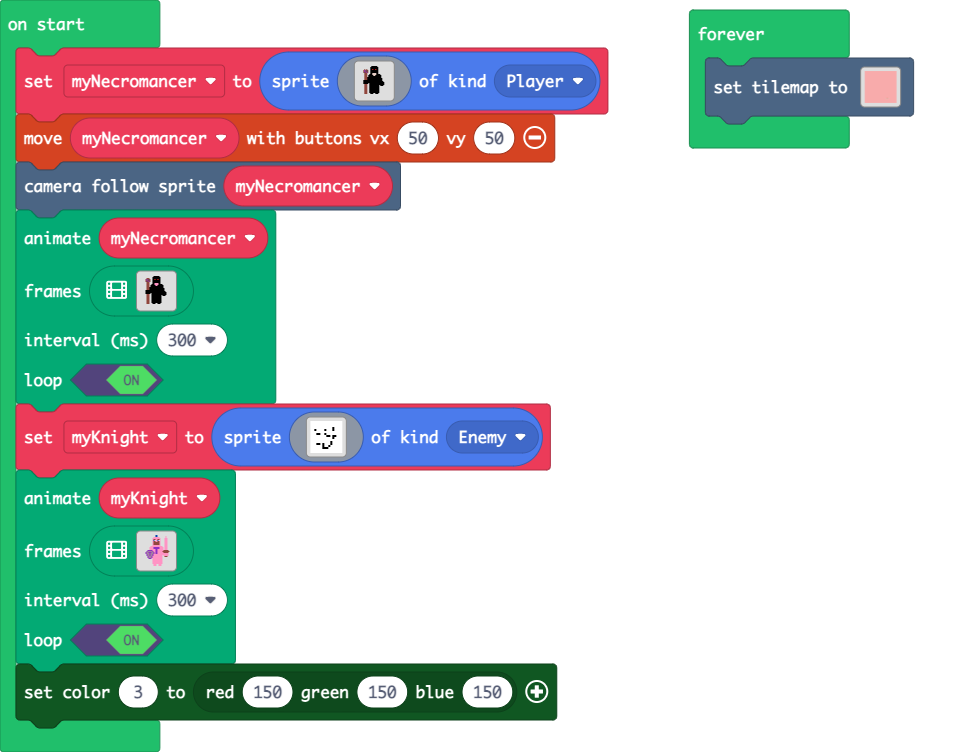 on start
set myNecromancer to sprite of kind Player
move myNecromancer with buttons vx 50 vy 50
camera follow sprite myNecromancer
animate myNecromancer
frames
interval (ms) 300
loop ON
set myKnight to sprite of kind Enemy
animate myKnight
frames
interval (ms) 300
loop ON
set color 3 to red 150 green 150 blue 150
forever
set tilemap to